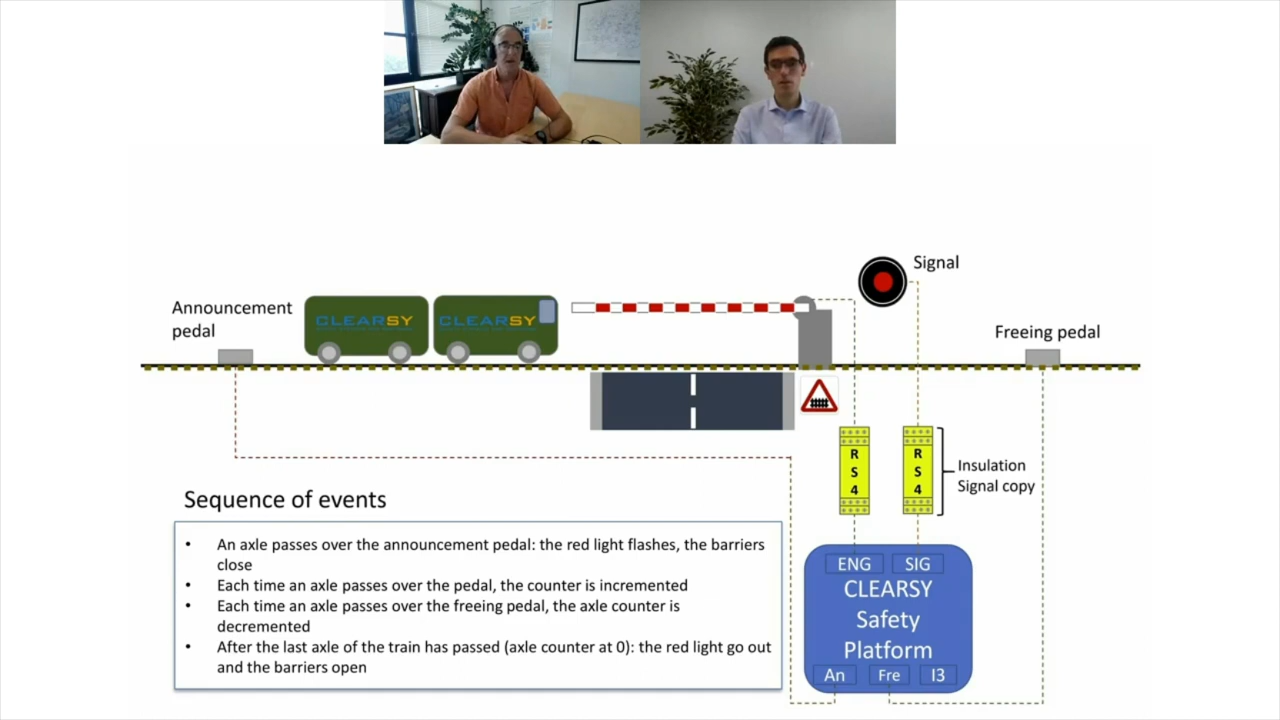 Signal
Announcement
pedal
CLEARSY
CLEARSY
Freeing pedal
R
S
4
R
S
4
Insulation
Signal copy
Sequence of events
• An axle passes over the announcement pedal: the red light flashes, the barriers
close
• Each time an axle passes over the pedal, the counter is incremented
• Each time an axle passes over the freeing pedal, the axle counter is
decremented
• After the last axle of the train has passed (axle counter at 0): the red light go out
and the barriers open
ENG
SIG
CLEARSY
Safety
Platform
An
Fre
I3